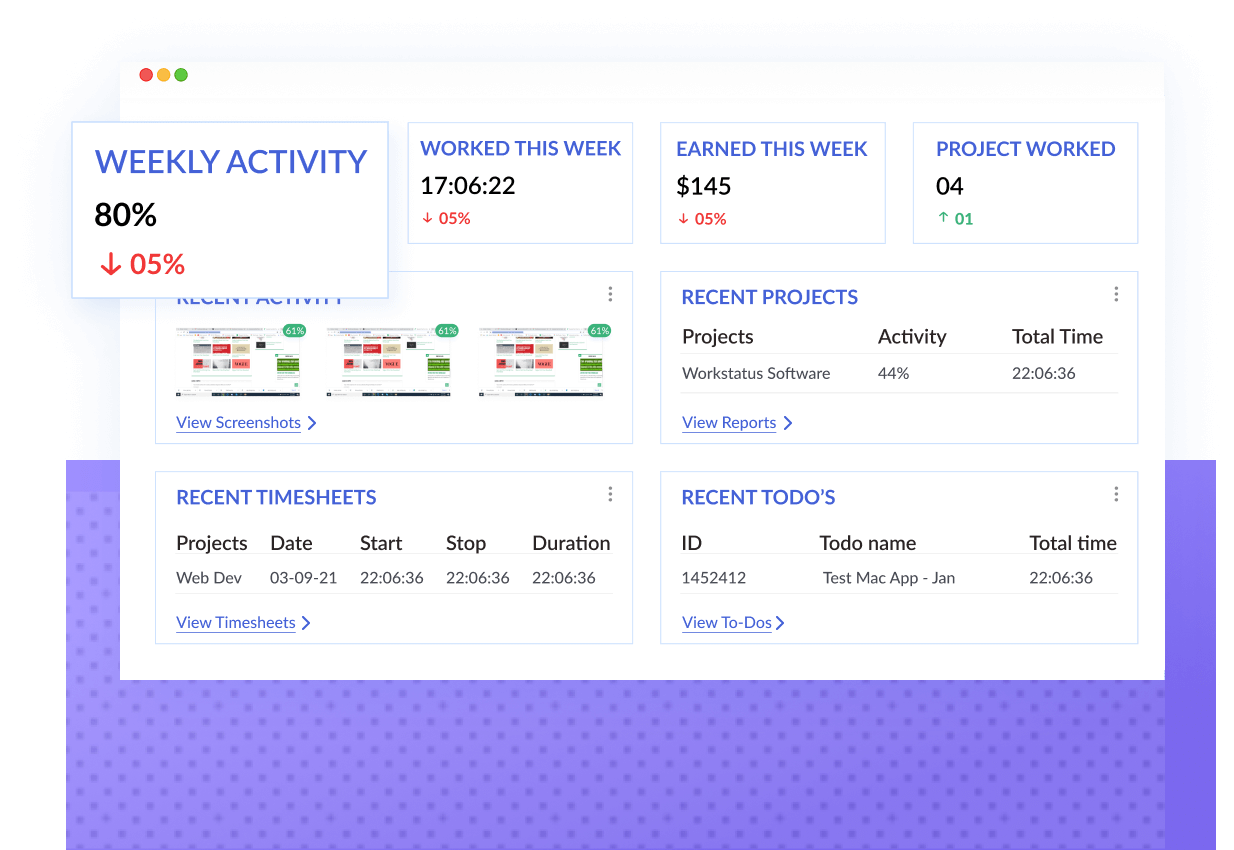 WEEKLY ACTIVITY
80%
↓ 05%
WORKED THIS WEEK
17:06:22
↓ 05%
EARNED THIS WEEK
$145
↓ 05%
PROJECT WORKED
04
↑ 01
RECENT ACTIVITY
61% 61% 61%
View Screenshots >
RECENT PROJECTS
Projects Activity Total Time
Workstatus Software 44% 22:06:36
View Reports >
RECENT TIMESHEETS
Projects Date Start Stop Duration
Web Dev 03-09-21 22:06:36 22:06:36 22:06:36
View Timesheets >
RECENT TODO’S
ID Todo name Total time
1452412 Test Mac App - Jan 22:06:36
View To-Dos >